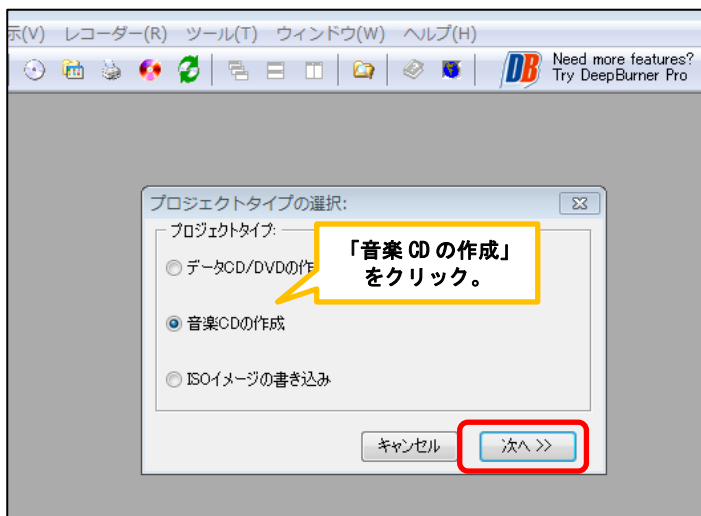 示(V) レコーダー(R) ツール(T) ウィンドウ(W) ヘルプ(H)
DB Need more features?
Try DeepBurner Pro
プロジェクトタイプの選択:
プロジェクトタイプ:
「音楽 CD の作成」
をクリック。
データCD/DVDの作
音楽CDの作成
ISOイメージの書き込み
キャンセル 次へ >>